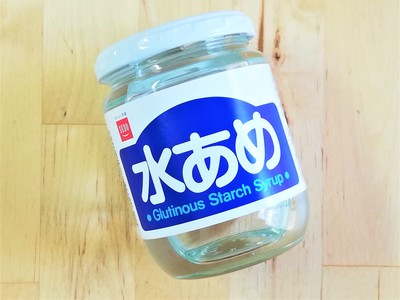 水あめ
• Glutinous Starch Syrup •